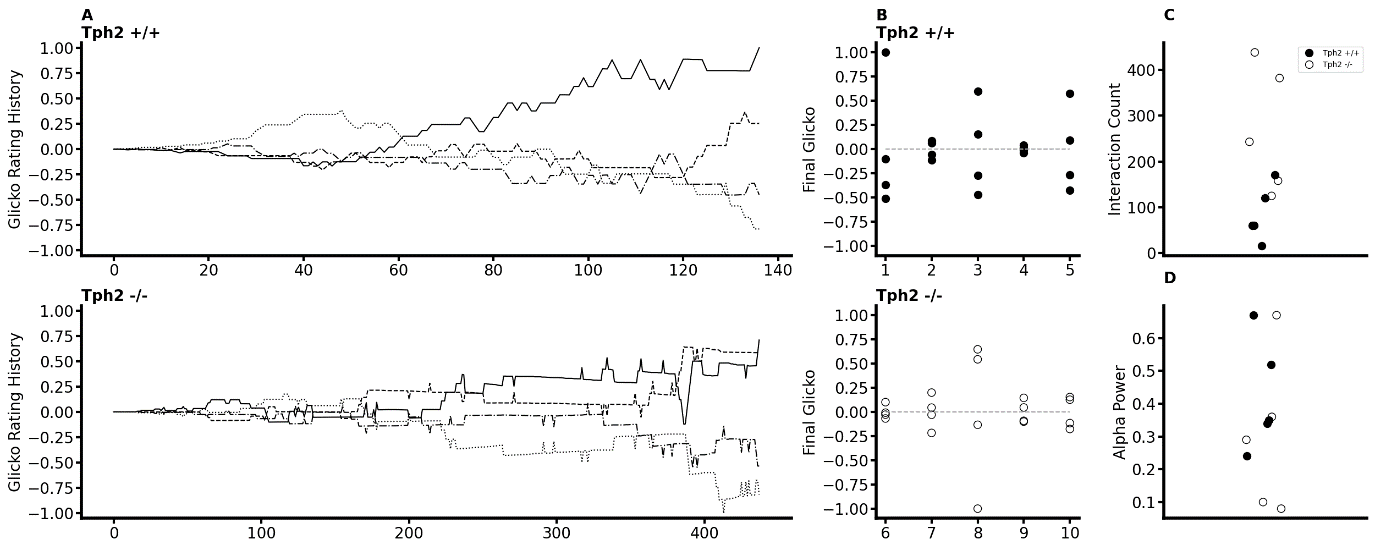 A
Tph2 +/+
Glicko Rating History
1.00
0.75
0.50
0.25
0.00
−0.25
−0.50
−0.75
−1.00
0 20 40 60 80 100 120 140
B
Tph2 +/+
Final Glicko
1.00
0.75
0.50
0.25
0.00
−0.25
−0.50
−0.75
−1.00
1 2 3 4 5
C
Tph2 +/+
Tph2 -/-
Interaction Count
400
300
200
100
0
Tph2 -/-
Glicko Rating History
1.00
0.75
0.50
0.25
0.00
−0.25
−0.50
−0.75
−1.00
0 100 200 300 400
Tph2 -/-
Final Glicko
1.00
0.75
0.50
0.25
0.00
−0.25
−0.50
−0.75
−1.00
6 7 8 9 10
D
Alpha Power
0.6
0.5
0.4
0.3
0.2
0.1